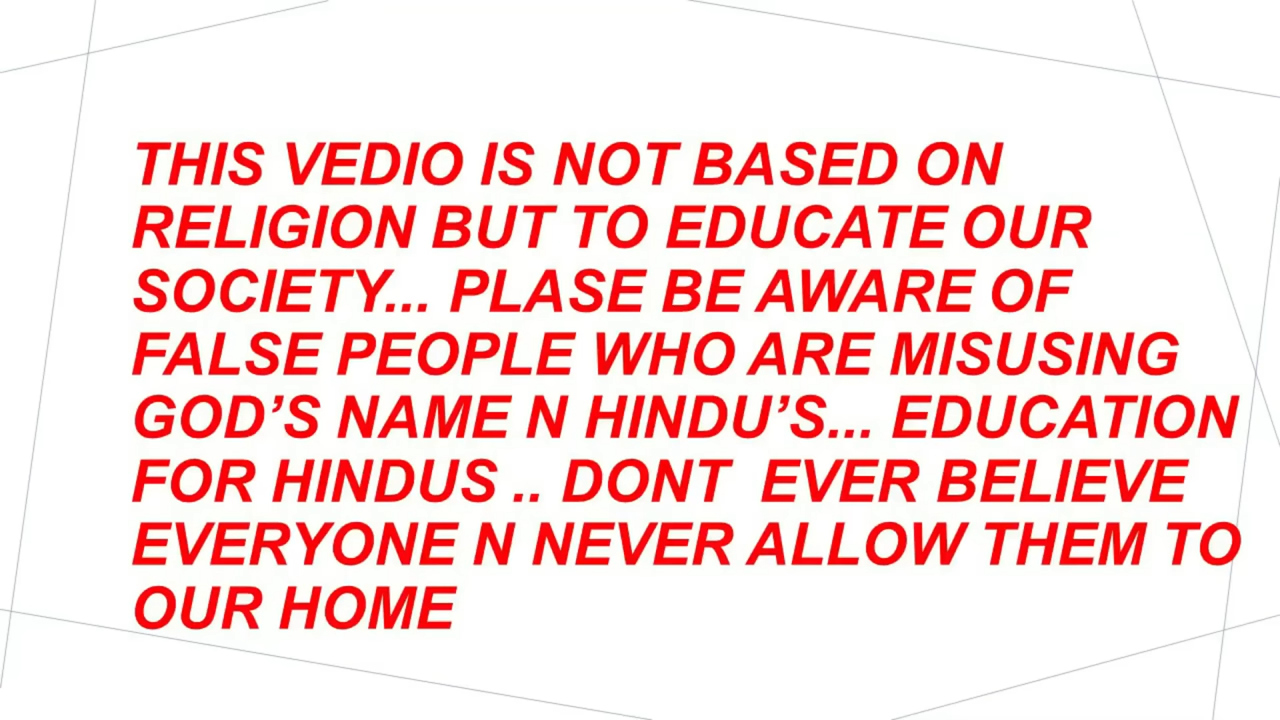 THIS VEDIO IS NOT BASED ON
RELIGION BUT TO EDUCATE OUR
SOCIETY... PLASE BE AWARE OF
FALSE PEOPLE WHO ARE MISUSING
GOD’S NAME N HINDU’S... EDUCATION
FOR HINDUS .. DONT  EVER BELIEVE
EVERYONE N NEVER ALLOW THEM TO
OUR HOME